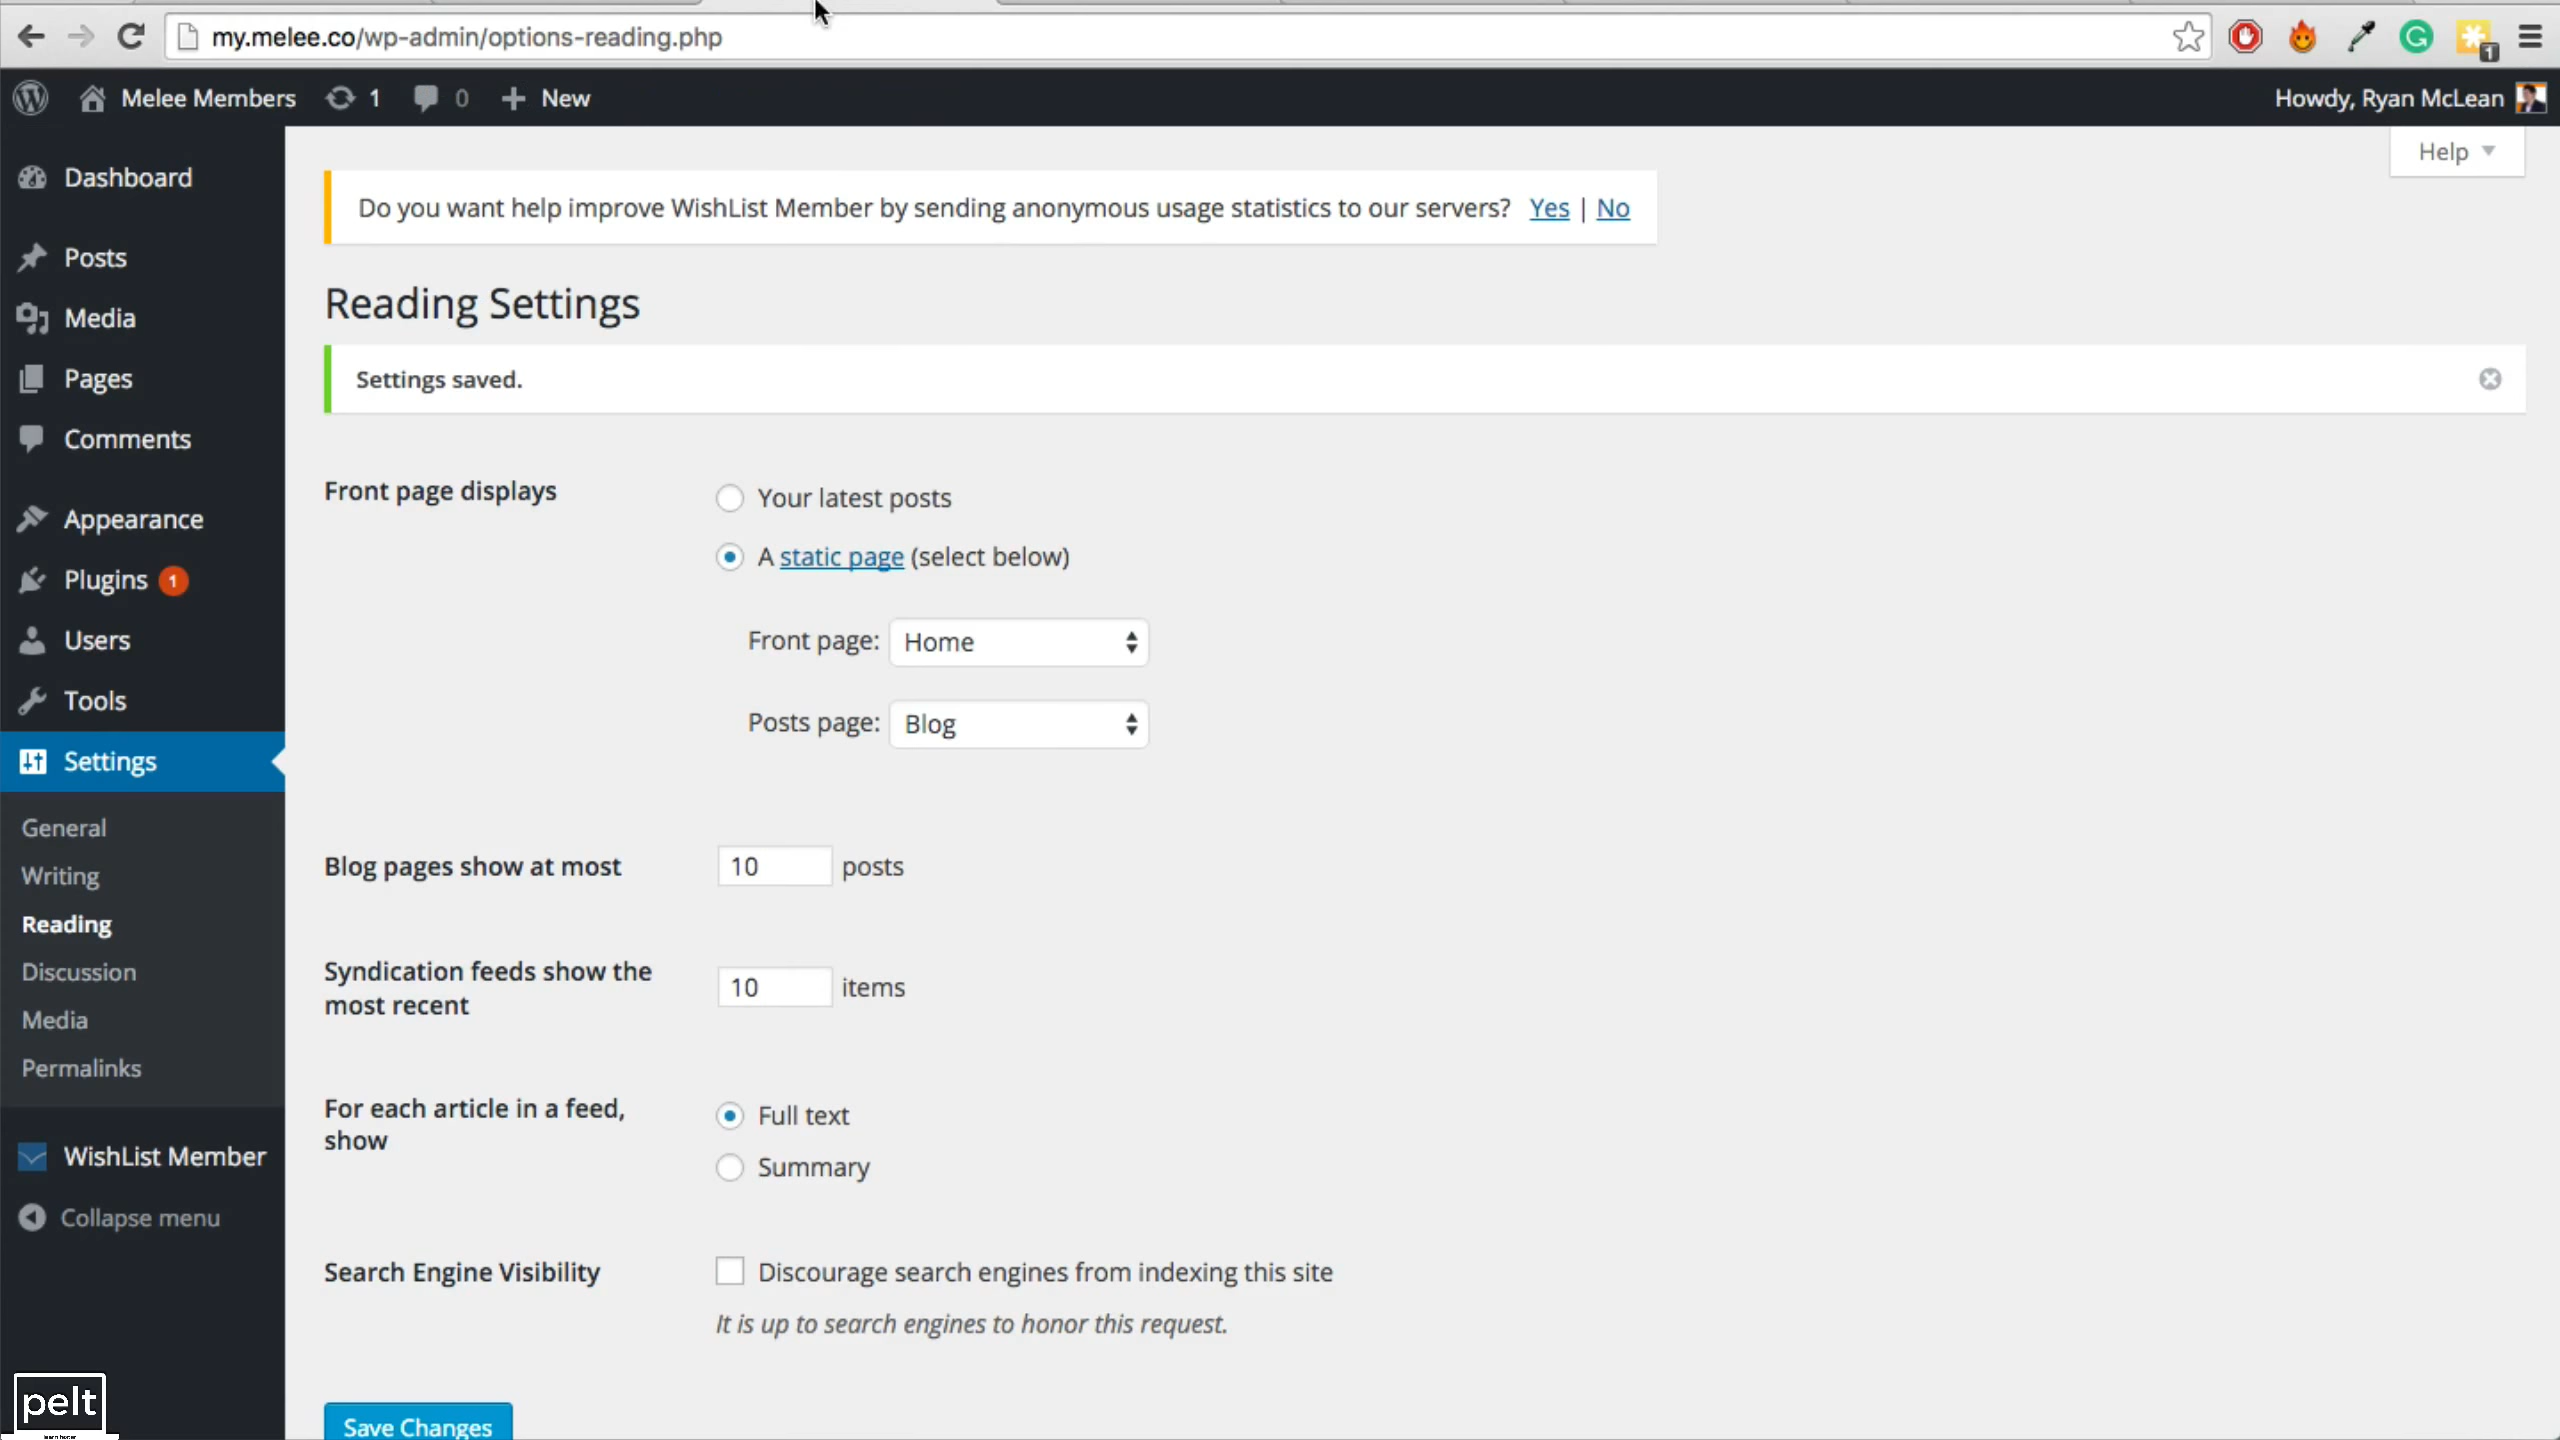 my.melee.co/wp-admin/options-reading.php
1
Melee Members
1
0
New
Howdy, Ryan McLean
Help
Dashboard
Posts
Media
Pages
Comments
Appearance
Plugins 1
Users
Tools
Settings
General
Writing
Reading
Discussion
Media
Permalinks
WishList Member
Collapse menu
Do you want help improve WishList Member by sending anonymous usage statistics to our servers? Yes | No
Reading Settings
Settings saved.
Front page displays
Your latest posts
A static page (select below)
Front page: Home
Posts page: Blog
Blog pages show at most
10 posts
Syndication feeds show the
most recent
10 items
For each article in a feed,
show
Full text
Summary
Search Engine Visibility
Discourage search engines from indexing this site
It is up to search engines to honor this request.
Save Changes
pelt